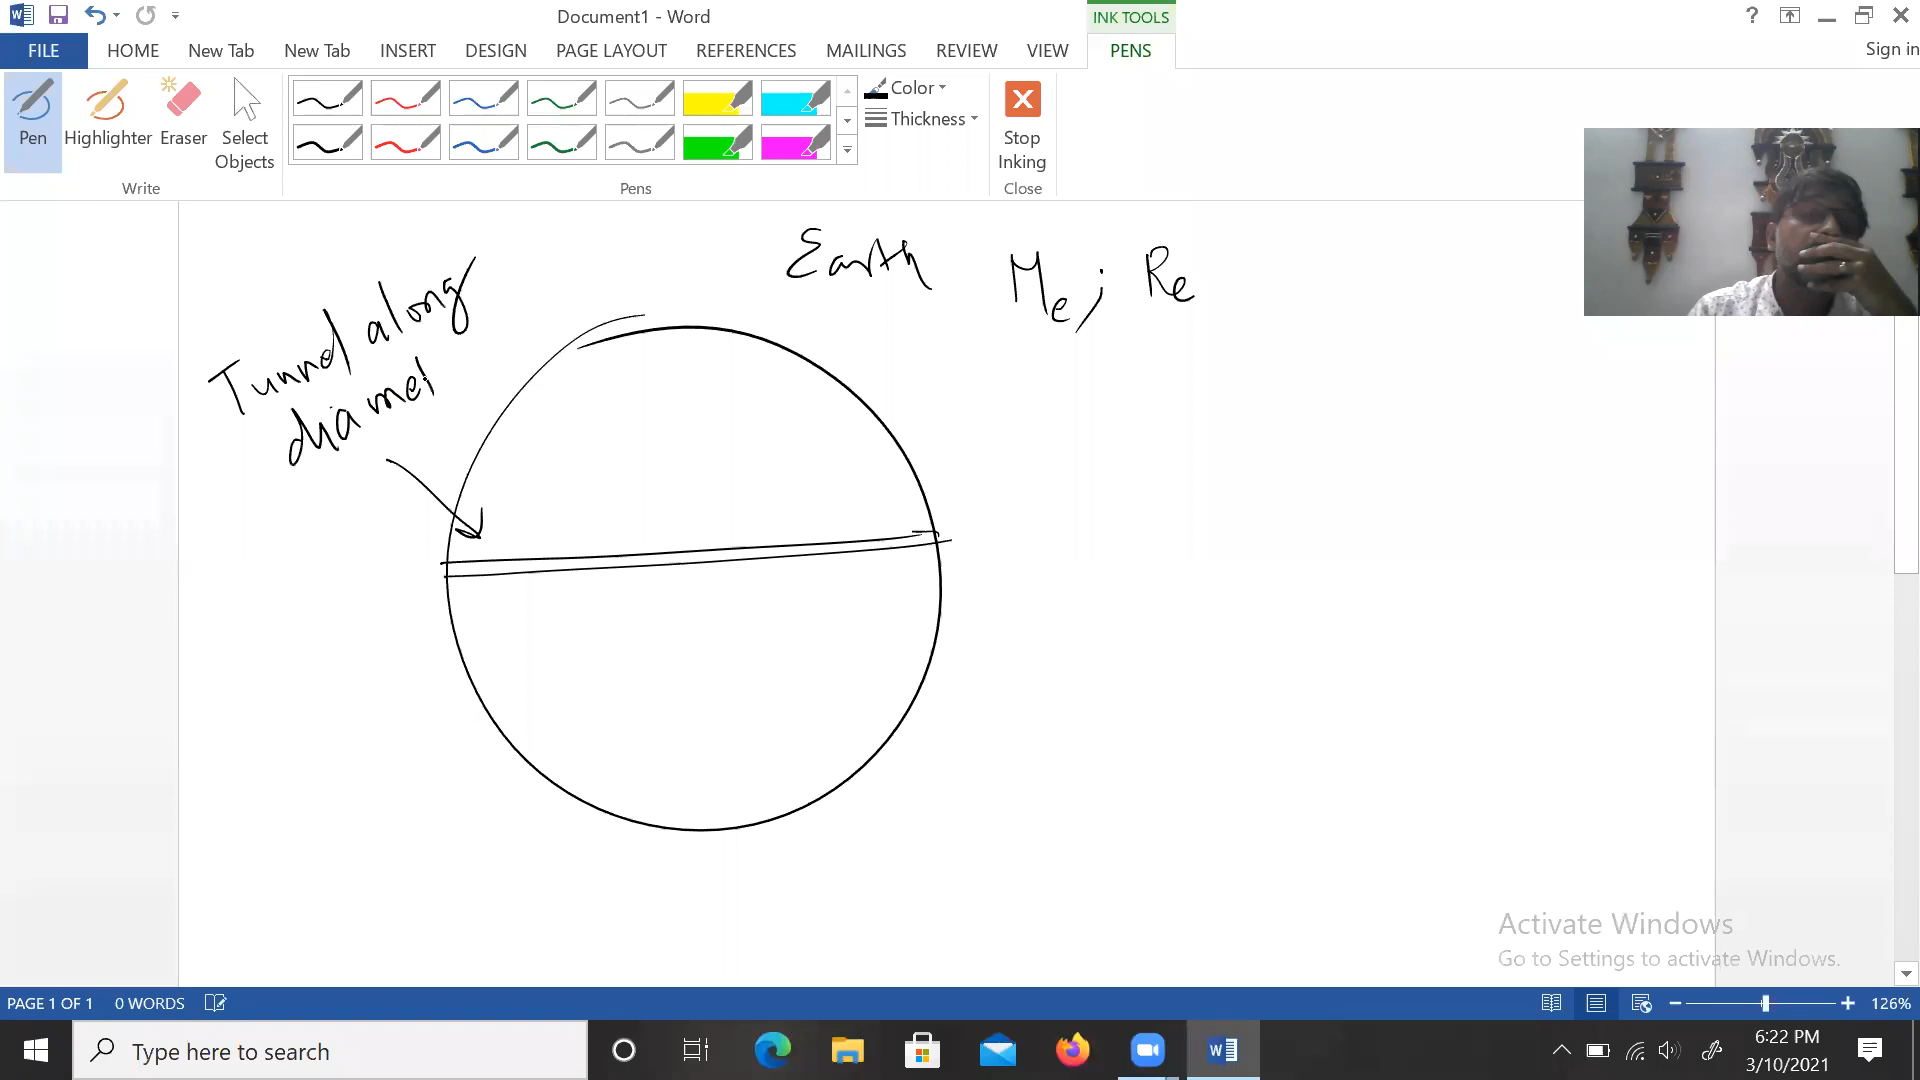 Document1 - Word
INK TOOLS
FILE HOME New Tab New Tab INSERT DESIGN PAGE LAYOUT REFERENCES MAILINGS REVIEW VIEW PENS
Sign in
Pen Highlighter Eraser Select Objects
Color
Thickness
Stop Inking
Write Pens Close
Earth Me; Re
Tunnel along
diamet
Activate Windows
Go to Settings to activate Windows.
PAGE 1 OF 1 0 WORDS 126%
Type here to search
6:22 PM
3/10/2021